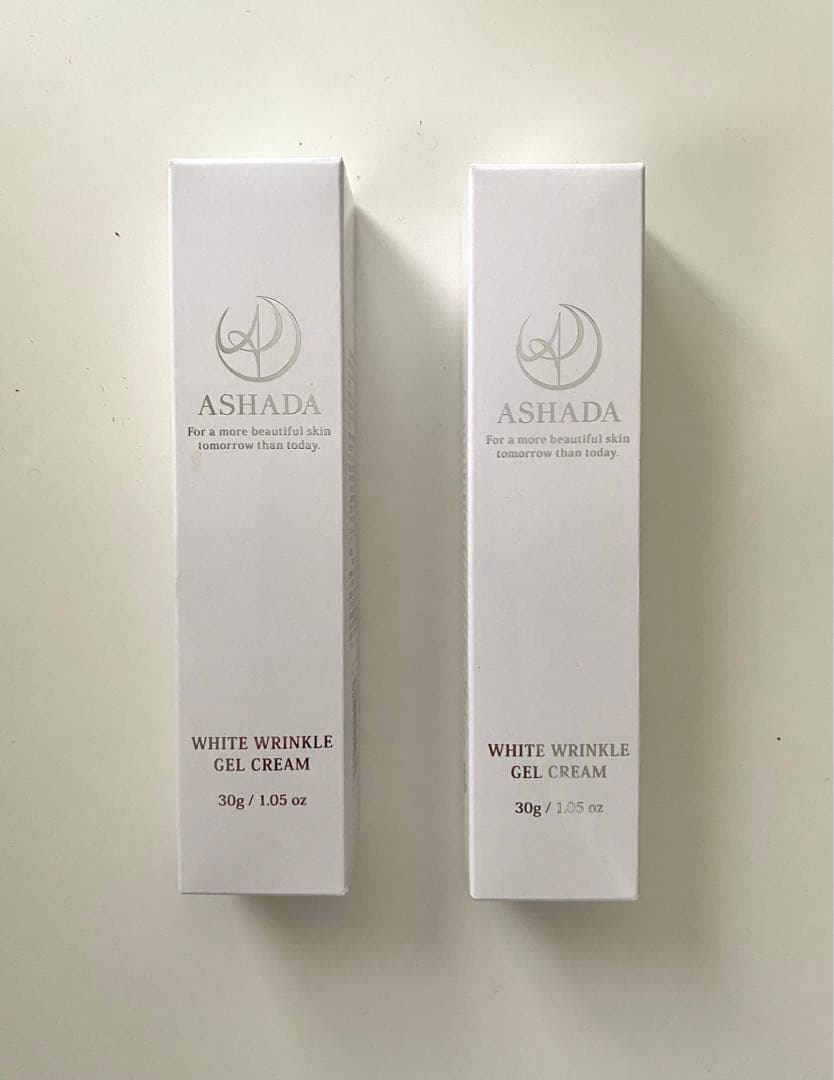 ASHADA
For a more beautiful skin
tomorrow than today.
WHITE WRINKLE
GEL CREAM
30g / 1.05 oz
ASHADA
For a more beautiful skin
tomorrow than today.
WHITE WRINKLE
GEL CREAM
30g / 1.05 oz